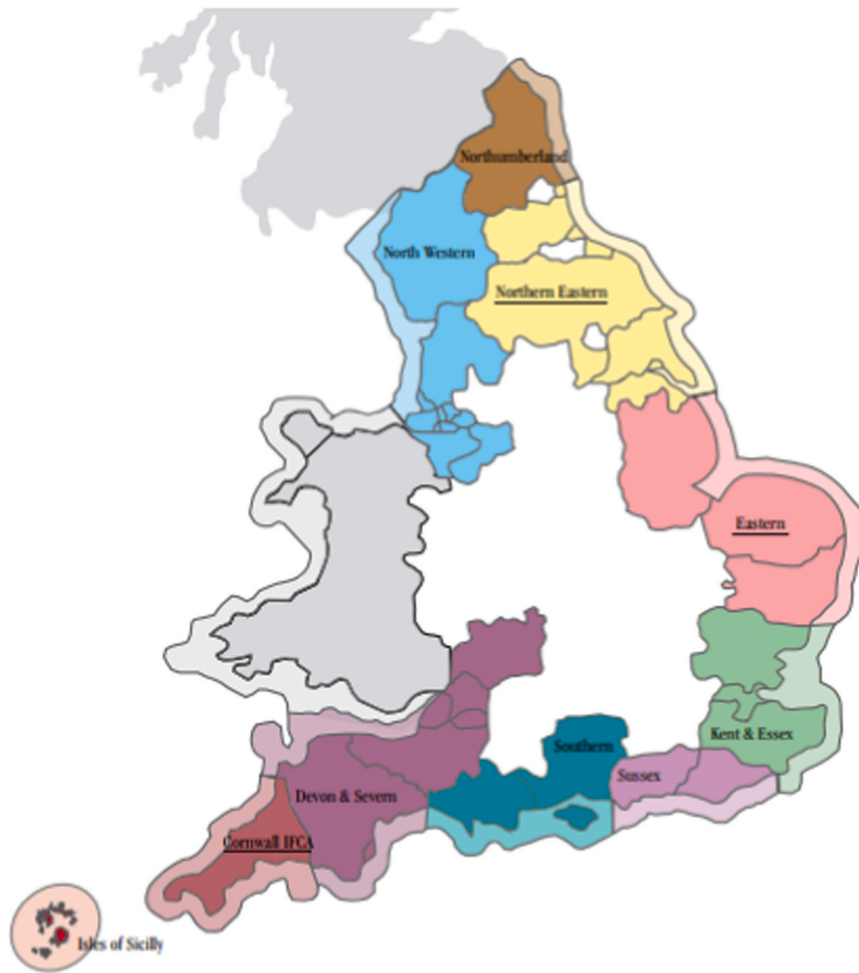 Northumberland
North Western
Northern Eastern
Eastern
Kent & Essex
Southern
Sussex
Devon & Severn
Cornwall IFCA
Isles of Sicilly